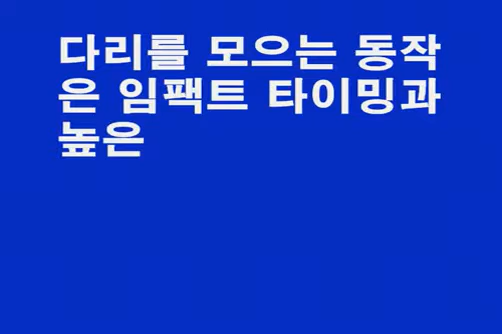 다리를 모으는 동작
은 임팩트 타이밍과
높은